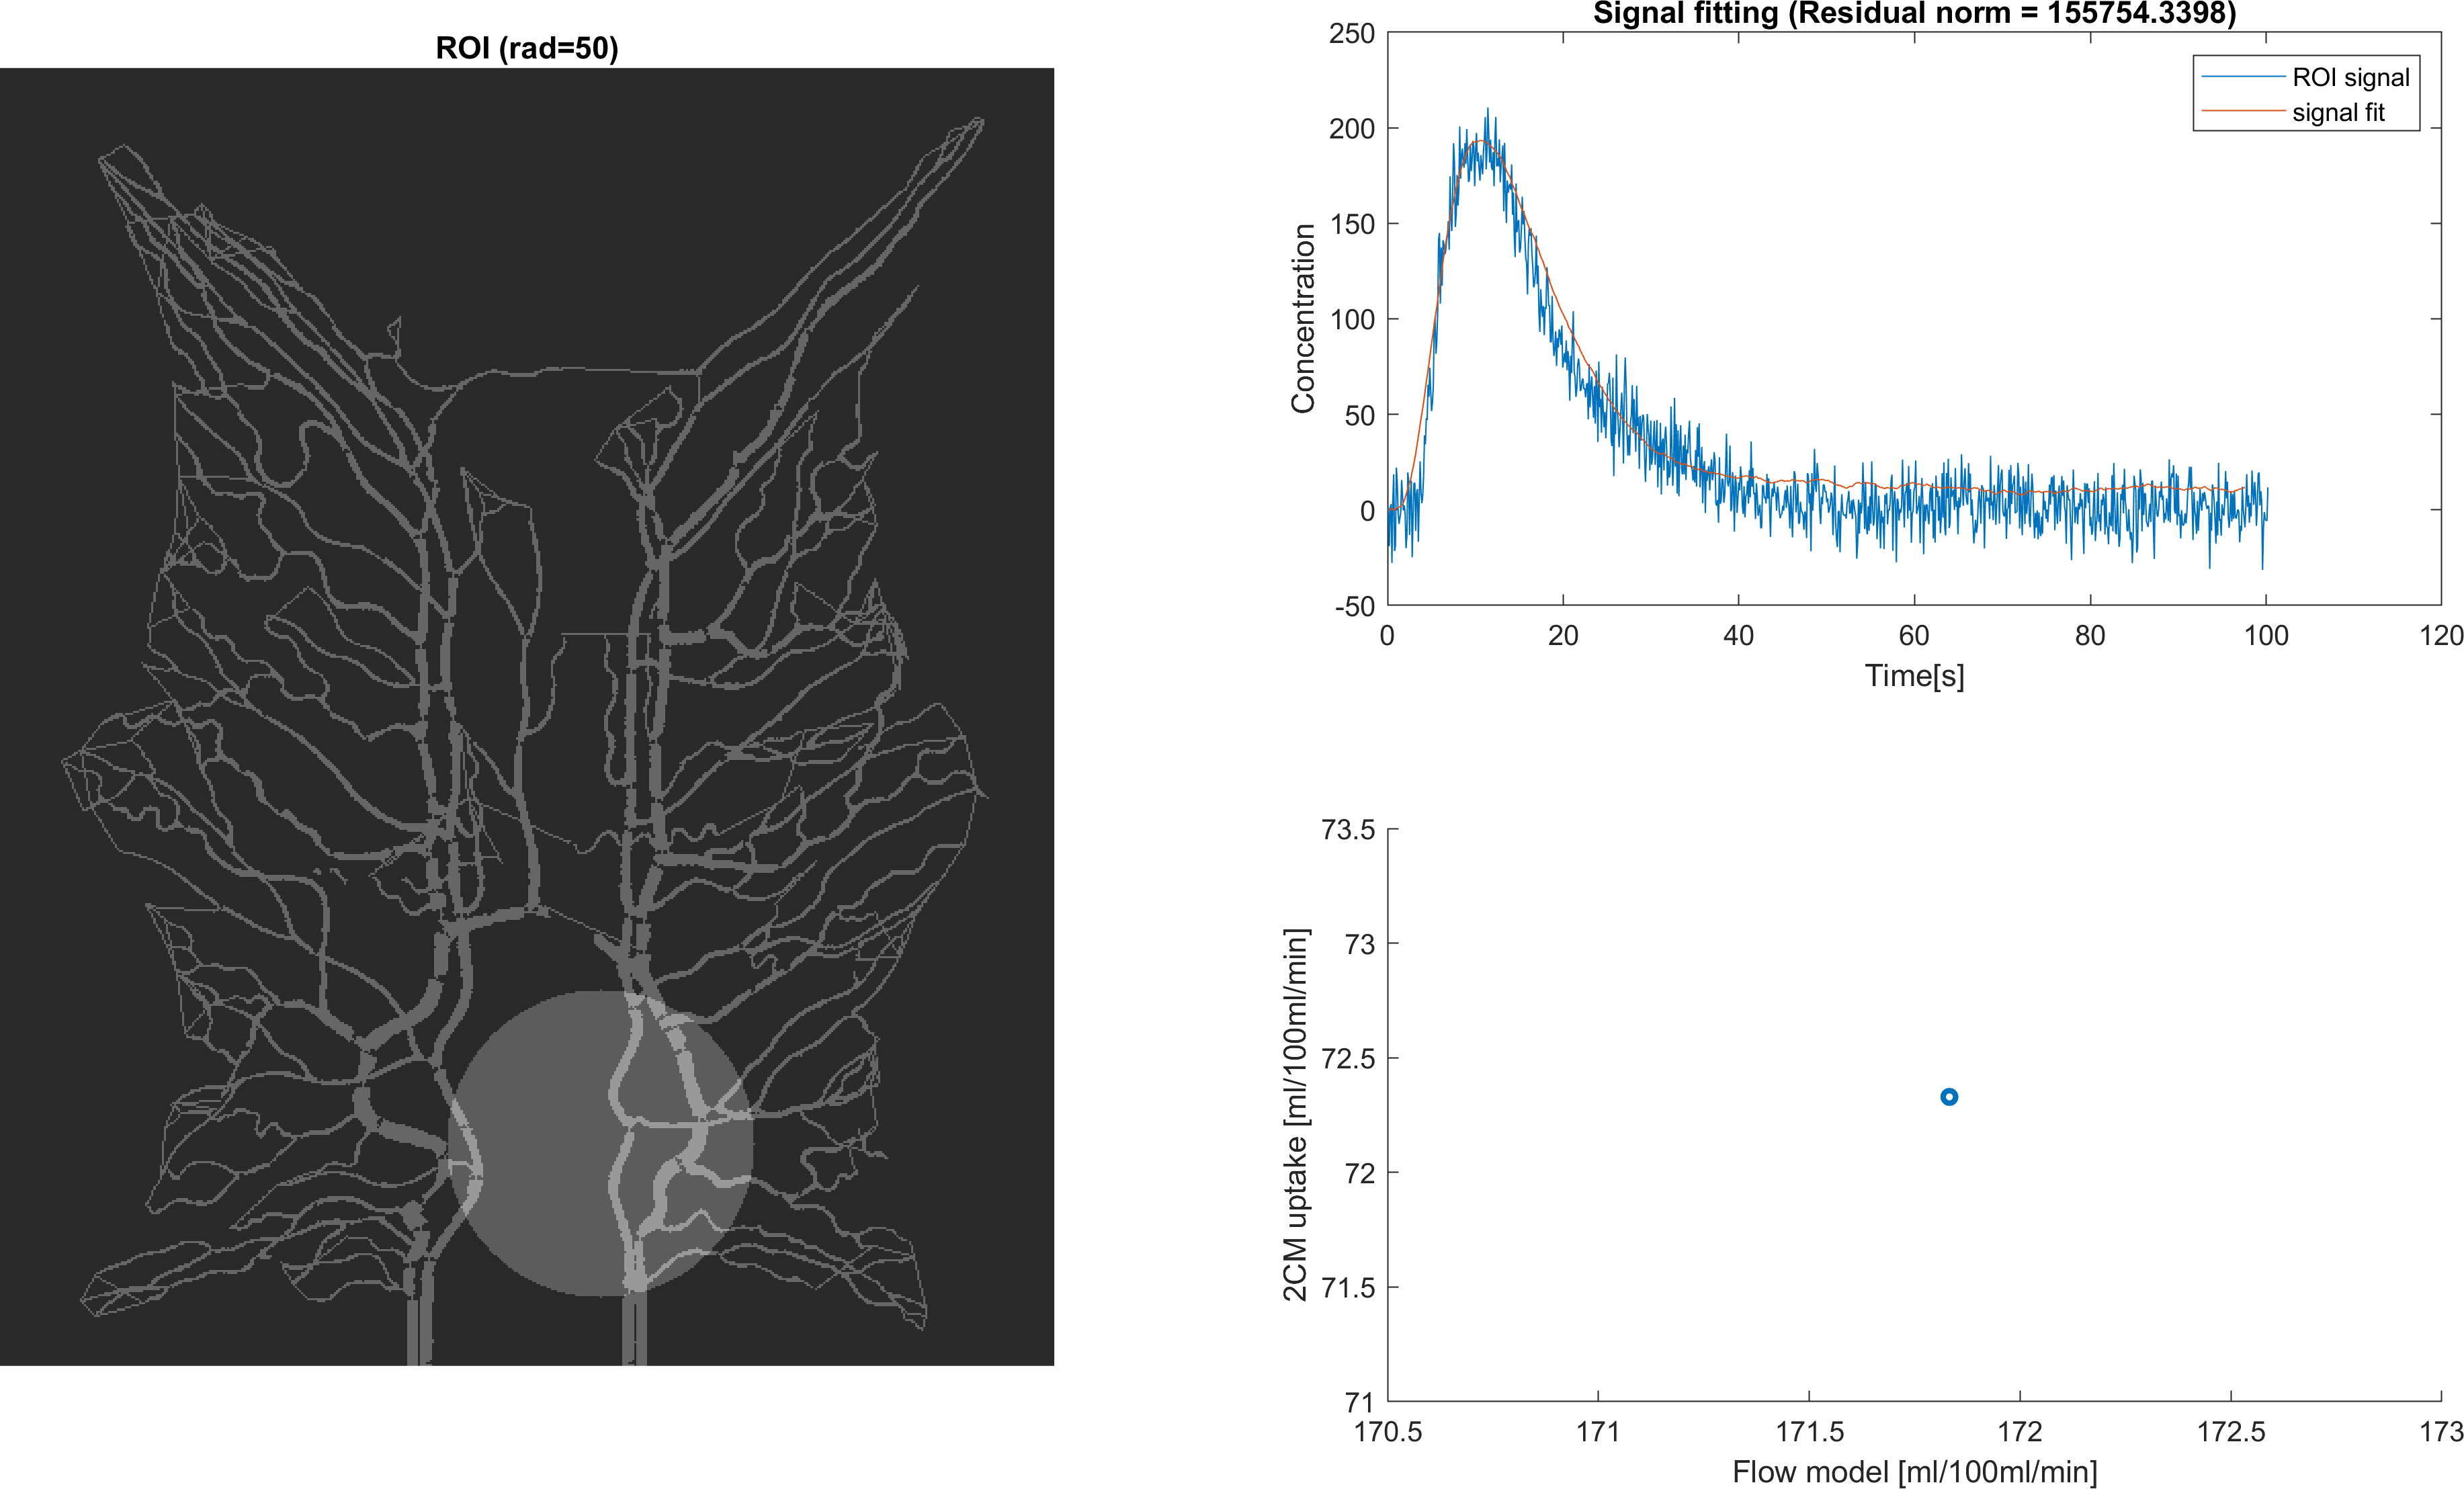 ROI (rad=50)
Signal fitting (Residual norm = 155754.3398)
250
200
150
100
50
0
-50
Concentration
ROI signal
signal fit
0 20 40 60 80 100 120
Time[s]
73.5
73
72.5
72
71.5
71
2CM uptake [ml/100ml/min]
170.5 171 171.5 172 172.5 173
Flow model [ml/100ml/min]